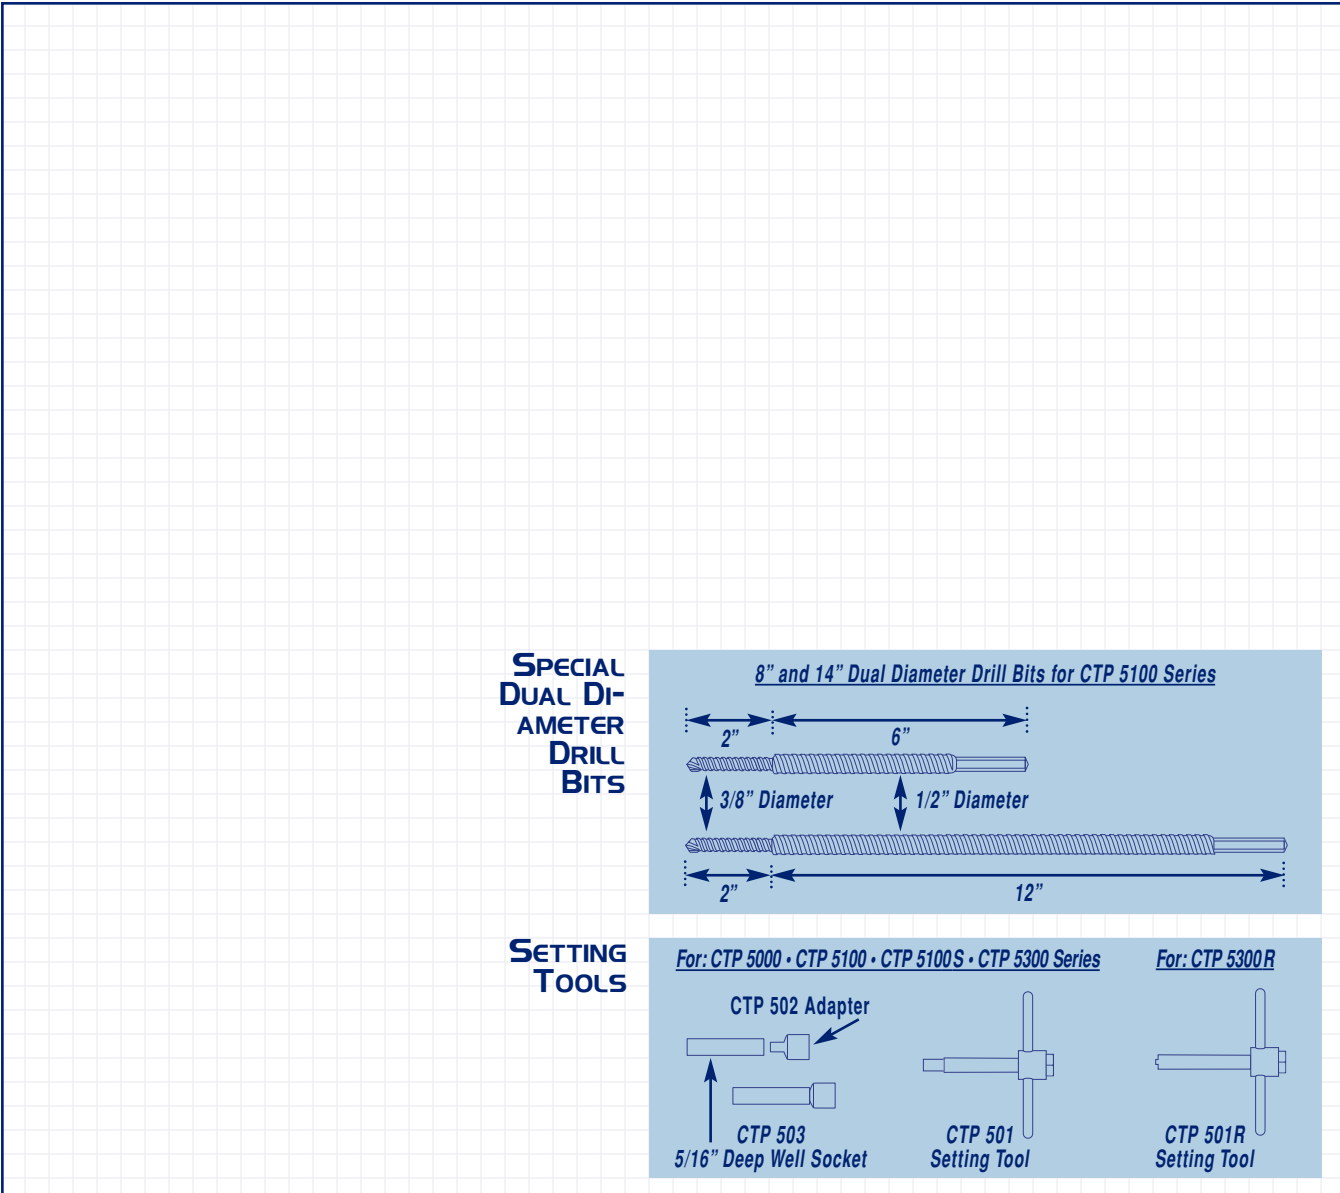 SPECIAL
DUAL DI-
AMETER
DRILL
BITS
8” and 14” Dual Diameter Drill Bits for CTP 5100 Series
2”
6”
3/8” Diameter
1/2” Diameter
2”
12”
SETTING
TOOLS
For: CTP 5000 • CTP 5100 • CTP 5100S • CTP 5300 Series
For: CTP 5300R
CTP 502 Adapter
CTP 503
5/16” Deep Well Socket
CTP 501
Setting Tool
CTP 501R
Setting Tool